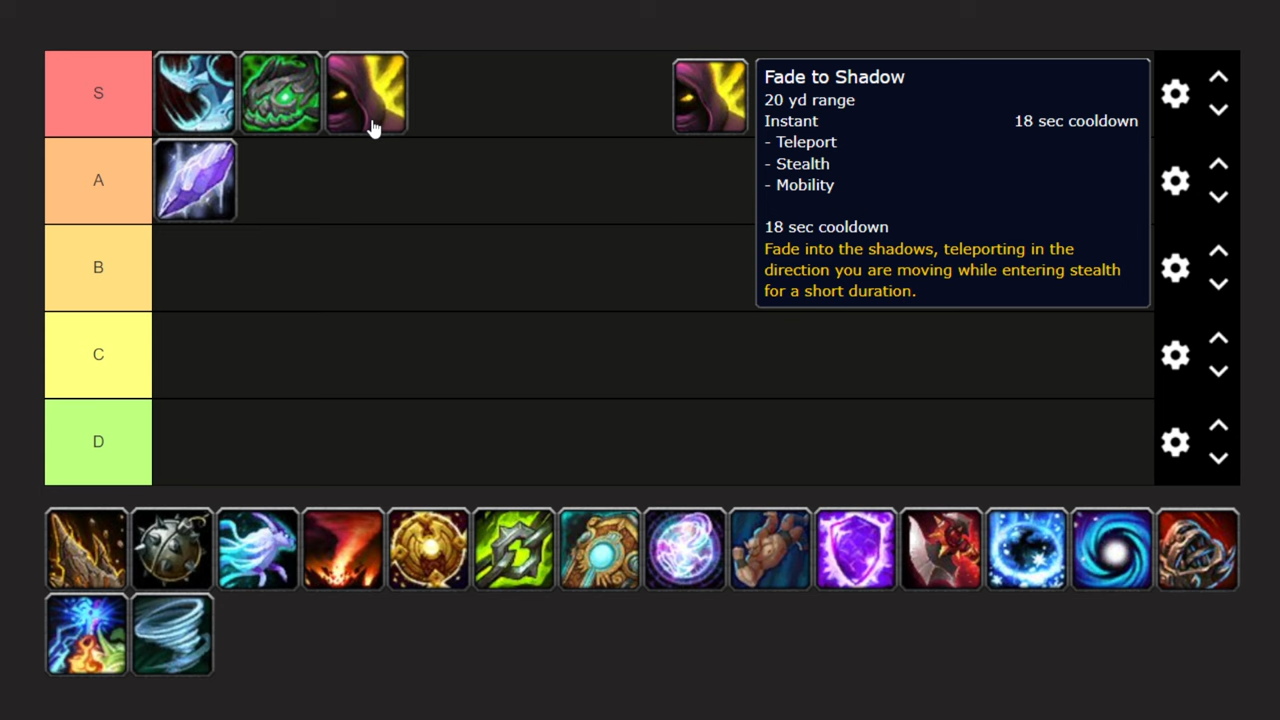 S
Fade to Shadow
20 yd range
Instant 18 sec cooldown
- Teleport
- Stealth
- Mobility
18 sec cooldown
Fade into the shadows, teleporting in the
direction you are moving while entering stealth
for a short duration.
A
B
C
D